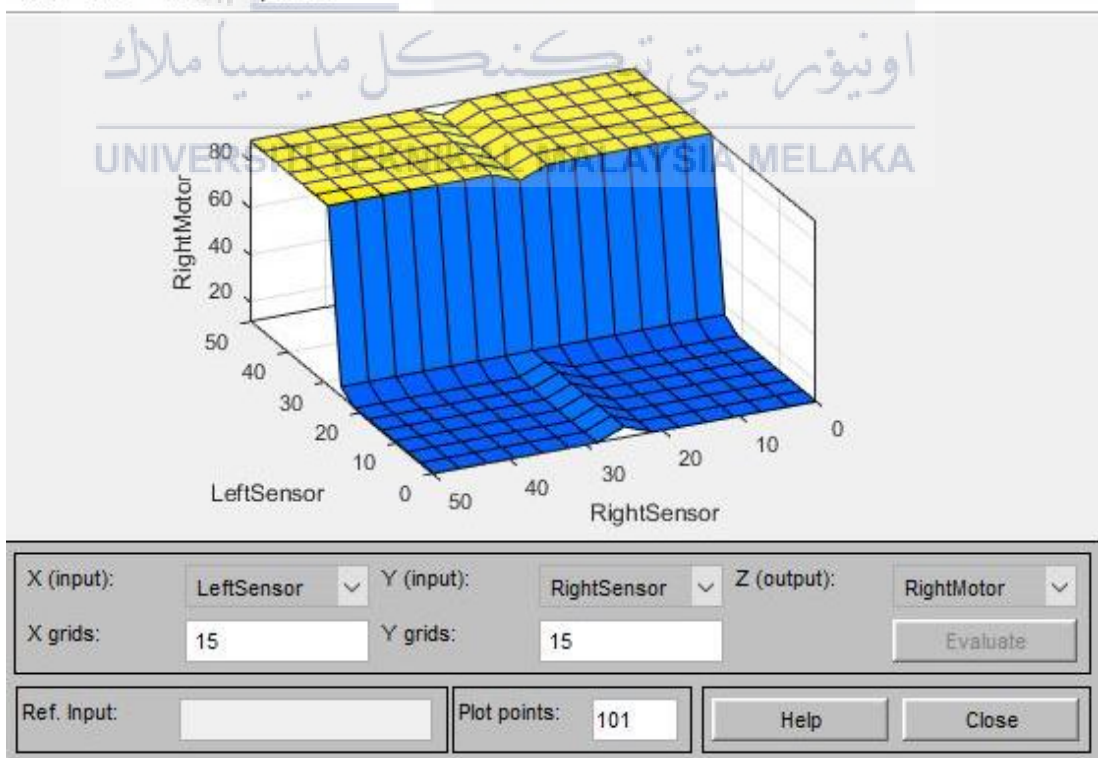 اونيۏرسيتي تيكنيكل مليسيا ملاك
UNIVERSITI TEKNIKAL MALAYSIA MELAKA
80
60
40
20
RightMotor
50
40
30
20
10
0
LeftSensor
50
40
30
20
10
0
RightSensor
X (input): LeftSensor Y (input): RightSensor Z (output): RightMotor
X grids: 15 Y grids: 15 Evaluate
Ref. Input: Plot points: 101 Help Close